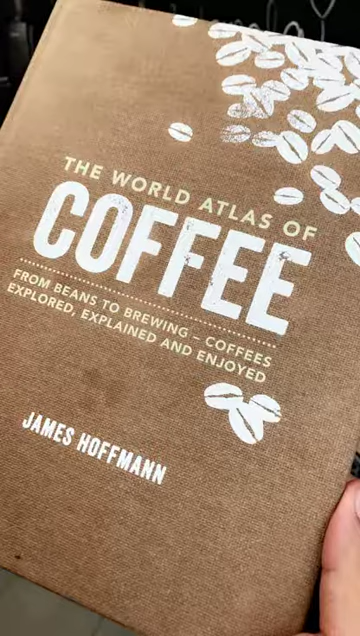 THE WORLD ATLAS OF
COFFEE
FROM BEANS TO BREWING – COFFEES
EXPLORED, EXPLAINED AND ENJOYED
JAMES HOFFMANN